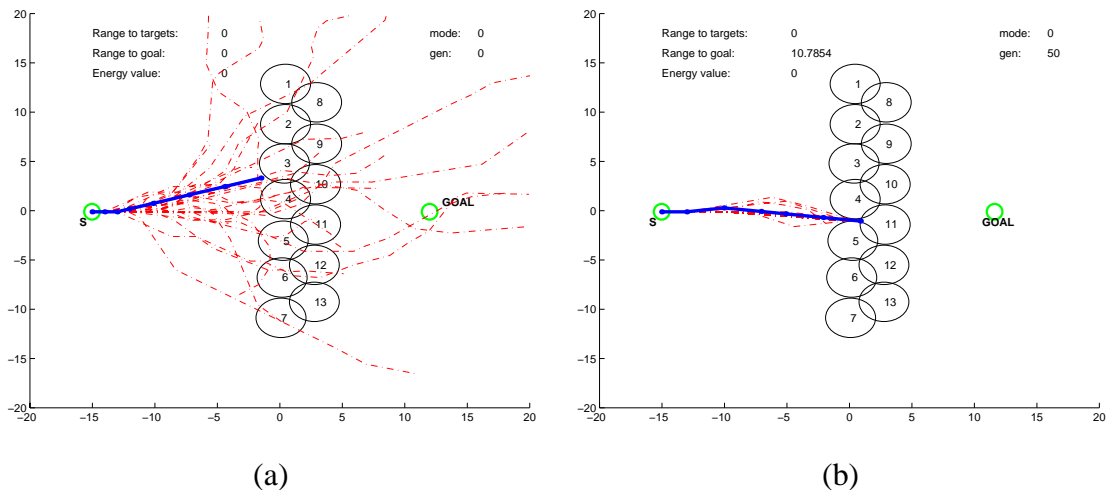 20
15
10
5
0
−5
−10
−15
−20
−20 −15 −10 −5 0 5 10 15 20
Range to targets: 0
Range to goal: 0
Energy value: 0
mode: 0
gen: 0
1
8
2
9
3
10
4
11
5
12
6
13
7
S
GOAL
(a)
20
15
10
5
0
−5
−10
−15
−20
−20 −15 −10 −5 0 5 10 15 20
Range to targets: 0
Range to goal: 10.7854
Energy value: 0
mode: 0
gen: 50
1
8
2
9
3
10
4
11
5
12
6
13
7
S
GOAL
(b)